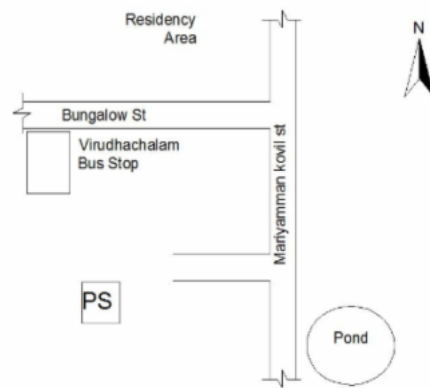 Residency
Area
N
Bungalow St
Virudhachalam
Bus Stop
Mariyamman kovil st
PS
Pond